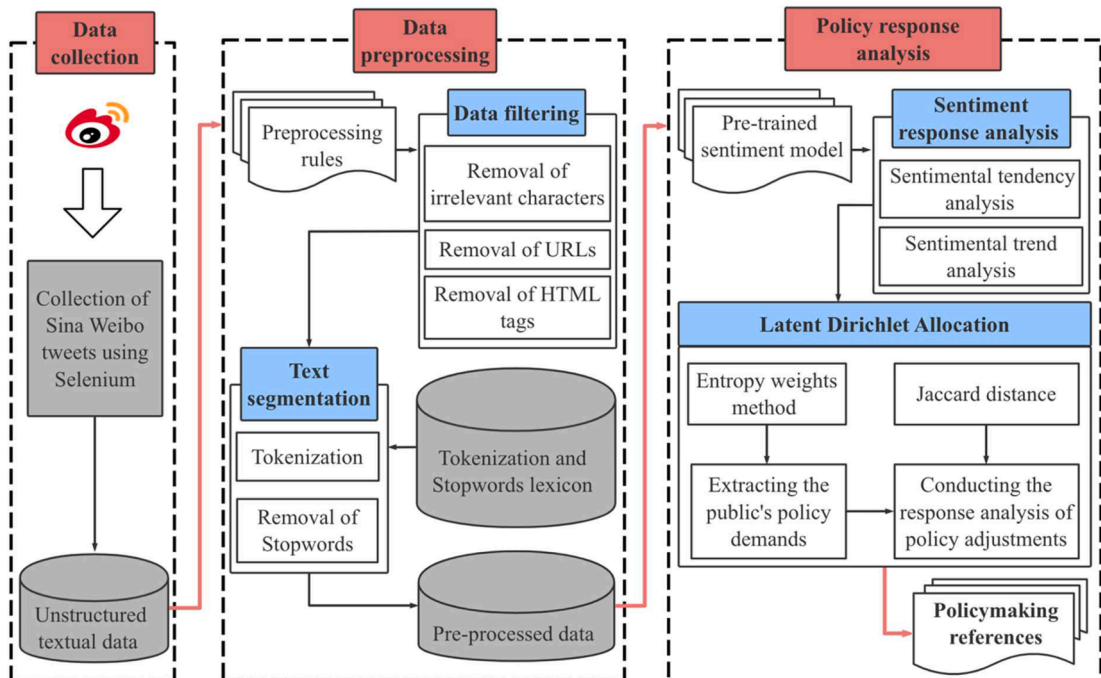 Data
collection
Collection of
Sina Weibo
tweets using
Selenium
Unstructured
textual data
Data
preprocessing
Preprocessing
rules
Data filtering
Removal of
irrelevant characters
Removal of URLs
Removal of HTML
tags
Text
segmentation
Tokenization
Removal of
Stopwords
Tokenization and
Stopwords lexicon
Pre-processed data
Policy response
analysis
Pre-trained
sentiment model
Sentiment
response analysis
Sentimental tendency
analysis
Sentimental trend
analysis
Latent Dirichlet Allocation
Entropy weights
method
Jaccard distance
Extracting the
public's policy
demands
Conducting the
response analysis of
policy adjustments
Policymaking
references